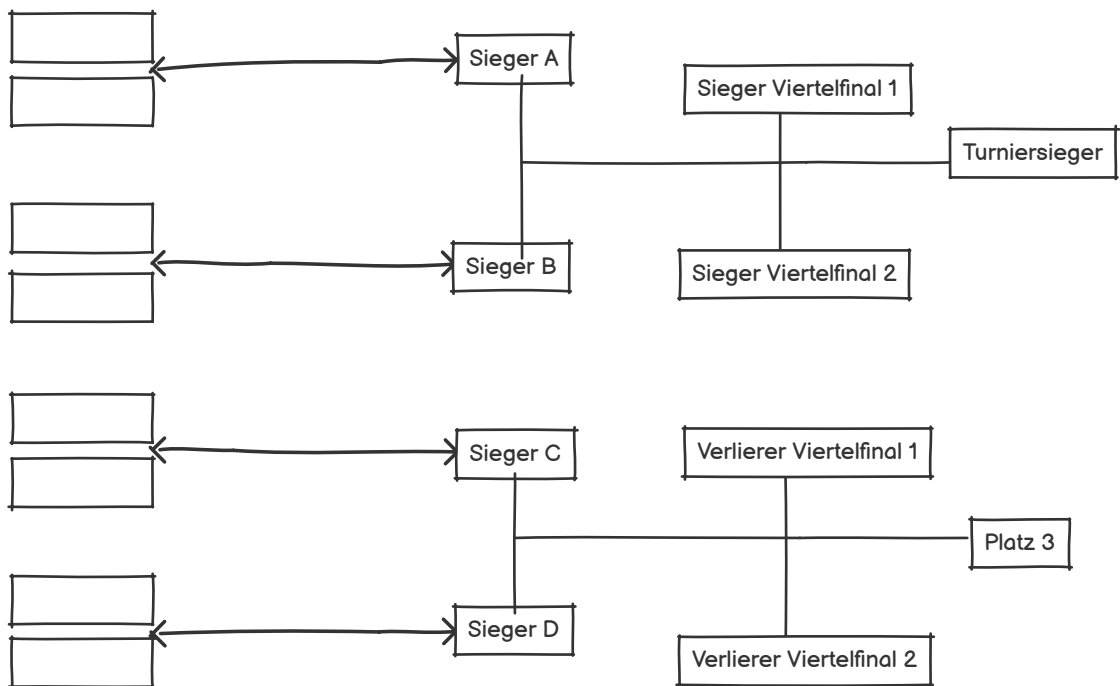 Sieger A
Sieger Viertelfinal 1
Turniersieger
Sieger B
Sieger Viertelfinal 2
Sieger C
Verlierer Viertelfinal 1
Platz 3
Sieger D
Verlierer Viertelfinal 2